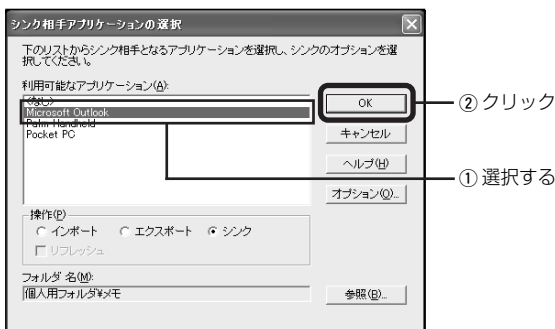 シンク相手アプリケーションの選択
下のリストからシンク相手となるアプリケーションを選択し、シンクのオプションを選
択してください。
利用可能なアプリケーション(A):
(なし)
Microsoft Outlook
Palm Handheld
Pocket PC
OK
② クリック
キャンセル
ヘルプ(H)
① 選択する
オプション(O)...
操作(P)
インポート エクスポート シンク
リフレッシュ
フォルダ 名(M):
個人用フォルダ¥メモ
参照(B)...